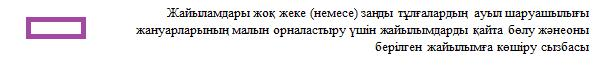 Жайыламдары жоқ жеке (немесе) заңды тұлғалардың ауыл шаруашылығы
жануарларының малын орналастыру үшін жайылымдарды қайта бөлу жәнеоны
берілген жайылымға көшіру сызбасы